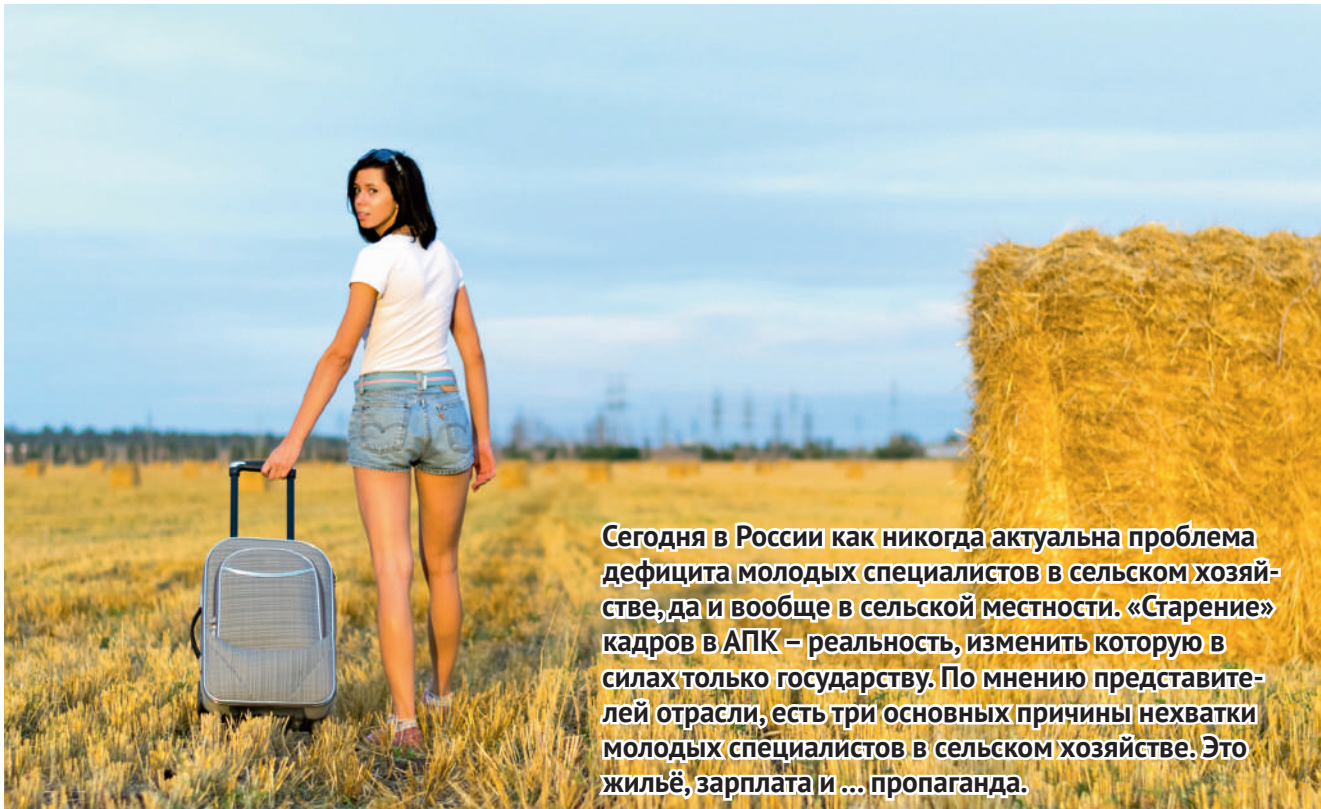 Сегодня в России как никогда актуальна проблема
дефицита молодых специалистов в сельском хозяй-
стве, да и вообще в сельской местности. «Старение»
кадров в АПК – реальность, изменить которую в
силах только государству. По мнению представите-
лей отрасли, есть три основных причины нехватки
молодых специалистов в сельском хозяйстве. Это
жильё, зарплата и ... пропаганда.